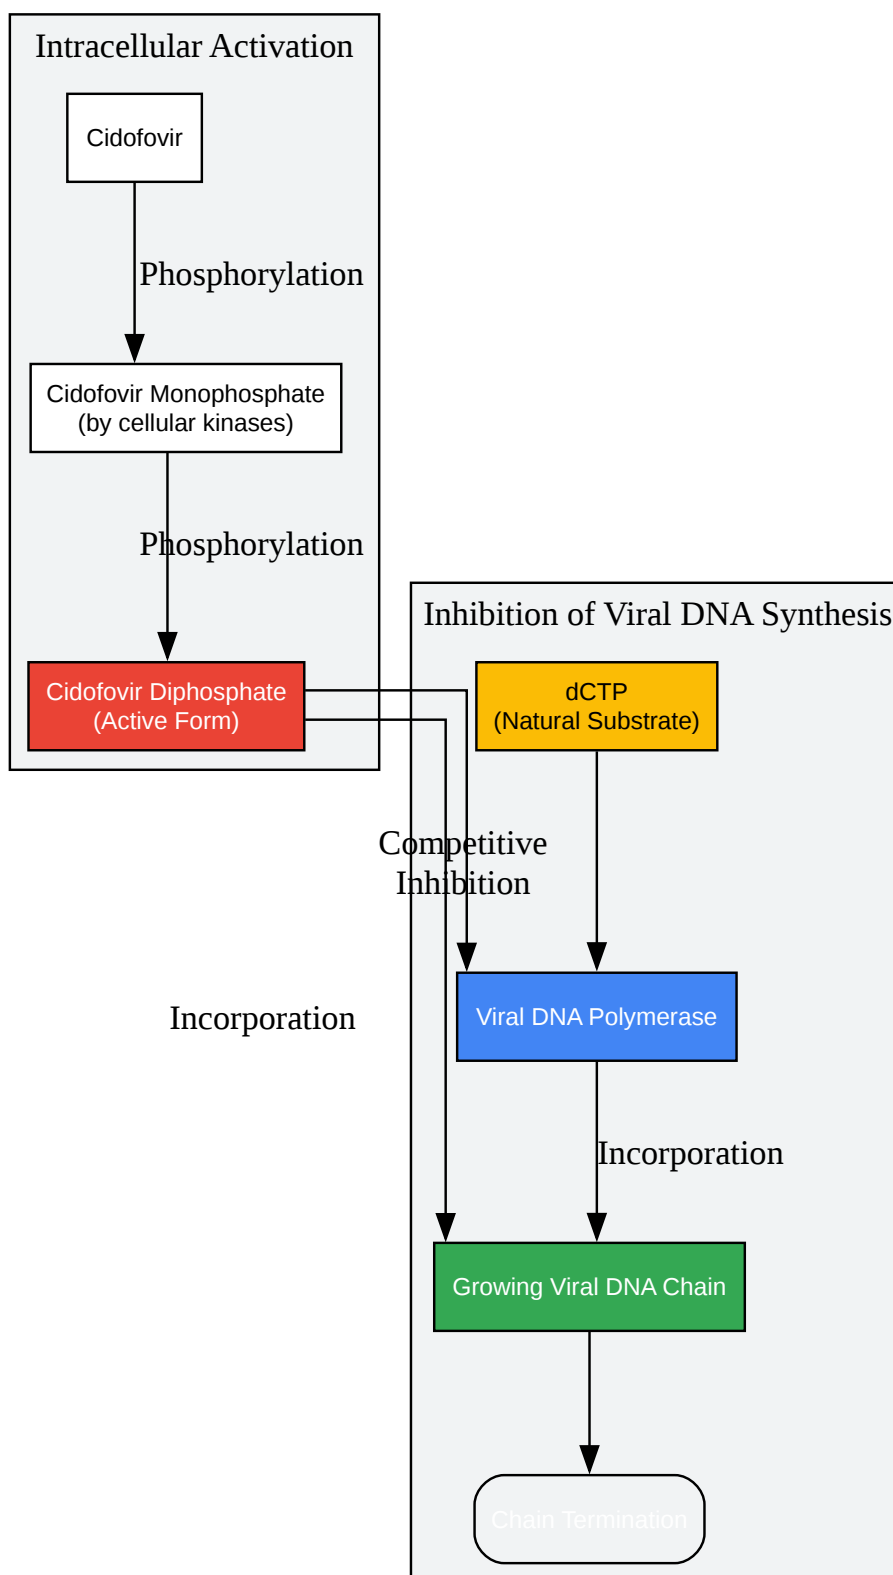 Intracellular Activation
Cidofovir
Phosphorylation
Cidofovir Monophosphate
(by cellular kinases)
Phosphorylation
Cidofovir Diphosphate
(Active Form)
Inhibition of Viral DNA Synthesis
dCTP
(Natural Substrate)
Competitive
Inhibition
Incorporation
Viral DNA Polymerase
Incorporation
Growing Viral DNA Chain
Chain Termination